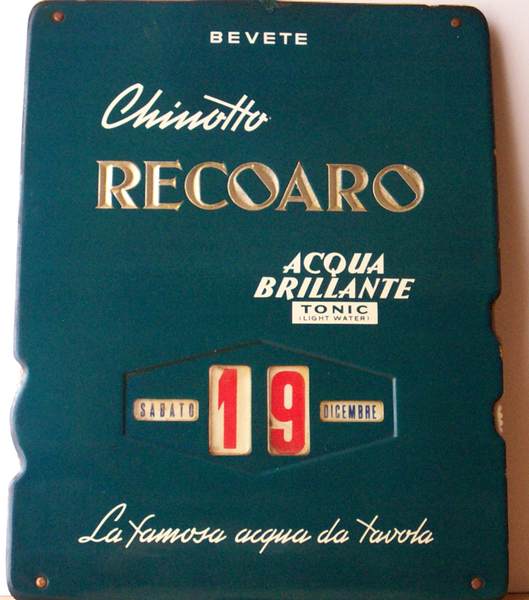 BEVETE
Chinotto
RECOARO
ACQUA
BRILLANTE
TONIC
(LIGHT WATER)
SABATO 19 DICEMBRE
La famosa acqua da tavola